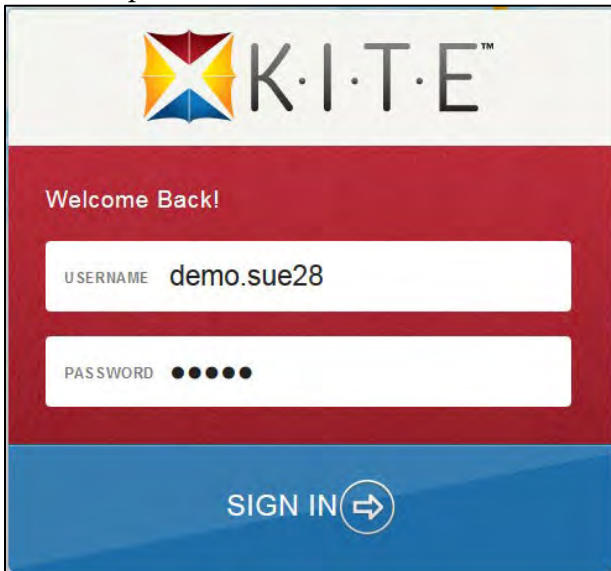 K·I·T·E™
Welcome Back!
USERNAME demo.sue28
PASSWORD ●●●●●
SIGN IN